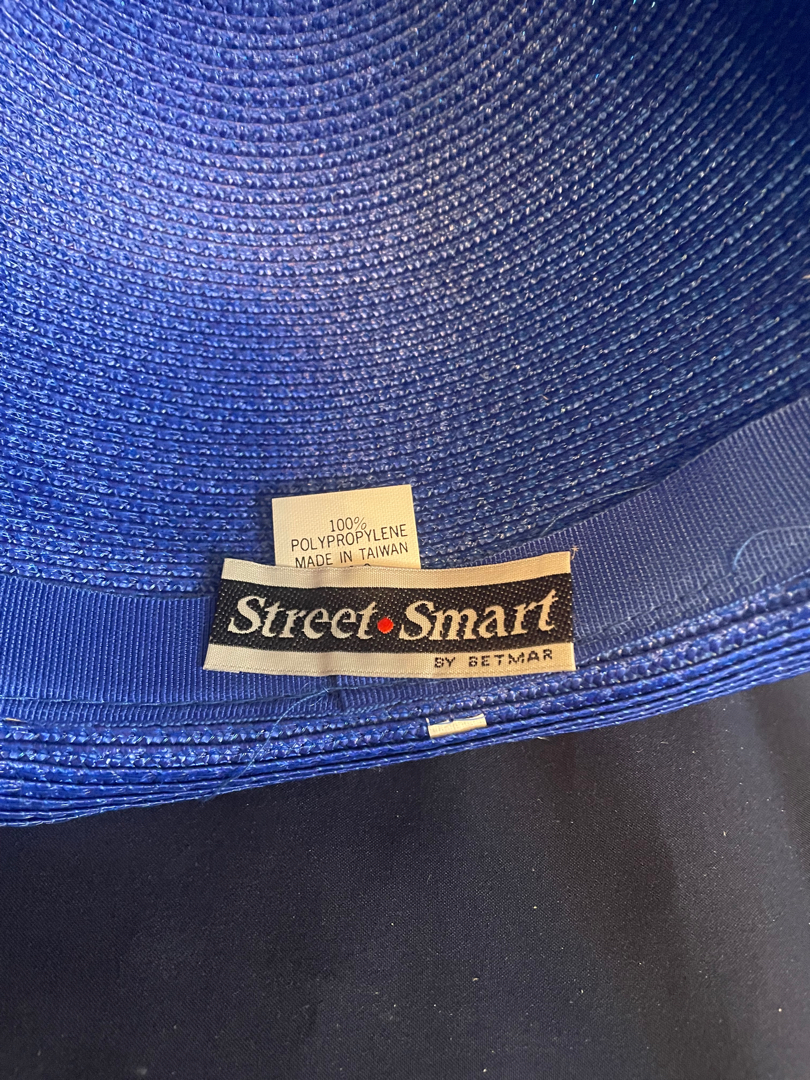 100%
POLYPROPYLENE
MADE IN TAIWAN
Street•Smart
BY BETMAR